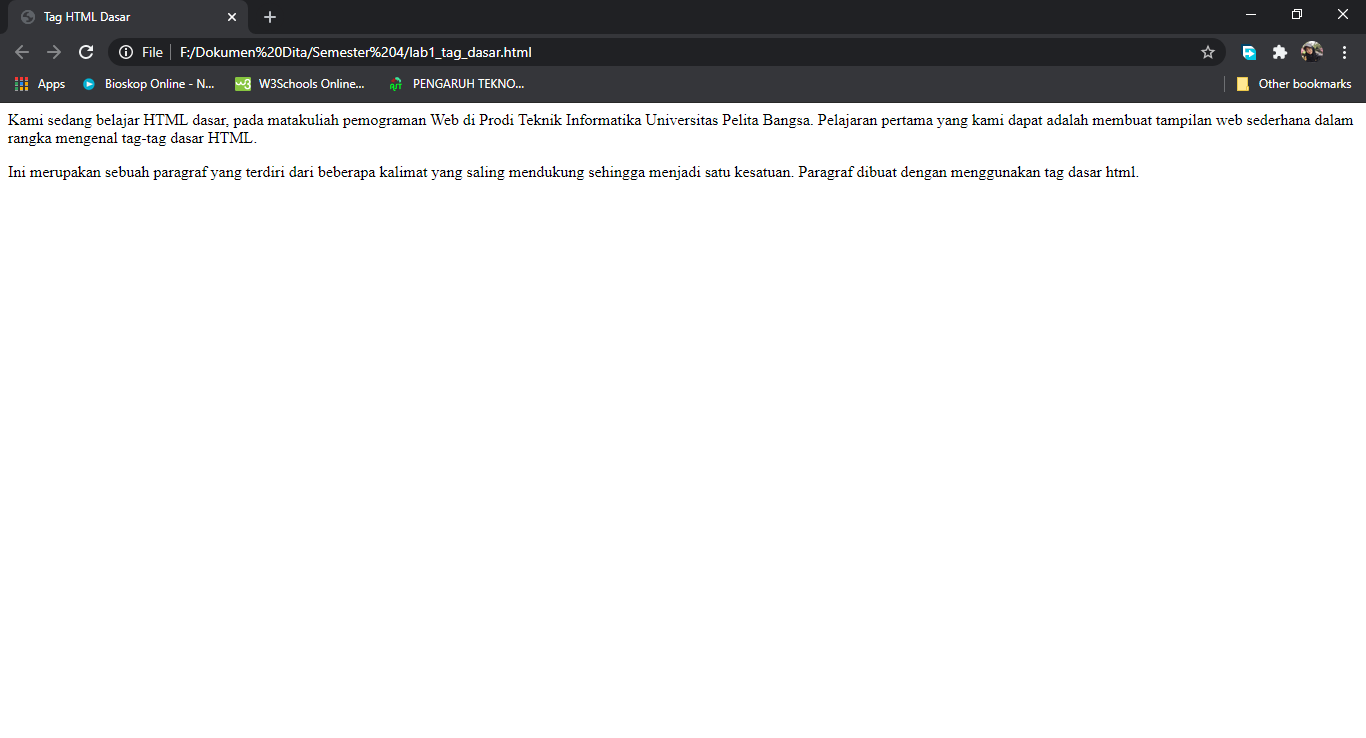 Tag HTML Dasar
File F:/Dokumen%20Dita/Semester%204/lab1_tag_dasar.html
Apps Bioskop Online - N... W3Schools Online... PENGARUH TEKNO... Other bookmarks
Kami sedang belajar HTML dasar, pada matakuliah pemograman Web di Prodi Teknik Informatika Universitas Pelita Bangsa. Pelajaran pertama yang kami dapat adalah membuat tampilan web sederhana dalam
rangka mengenal tag-tag dasar HTML.
Ini merupakan sebuah paragraf yang terdiri dari beberapa kalimat yang saling mendukung sehingga menjadi satu kesatuan. Paragraf dibuat dengan menggunakan tag dasar html.